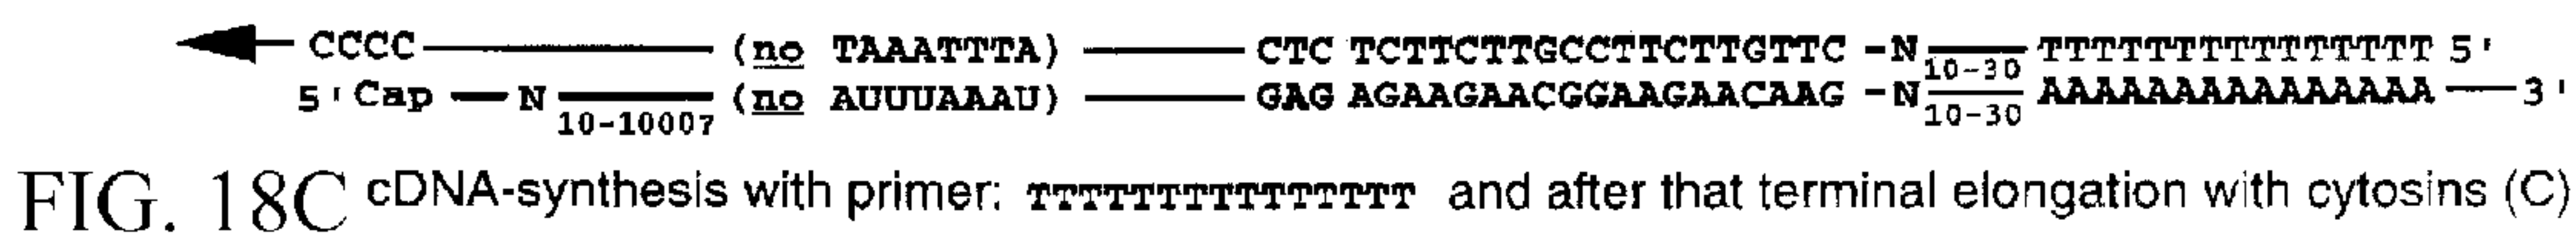 CCCC (no TAAATTTA) CTC TCTTCTTGCCTTCTTGTTC -N 10-30 TTTTTTTTTTTTTTT 5'
5'Cap N 10-10007 (no AUUUAAAU) GAG AGAAGAACGGAAGAACAAG -N 10-30 AAAAAAAAAAAAAAA 3'
FIG. 18C cDNA-synthesis with primer: TTTTTTTTTTTTTTT and after that terminal elongation with cytosins (C)